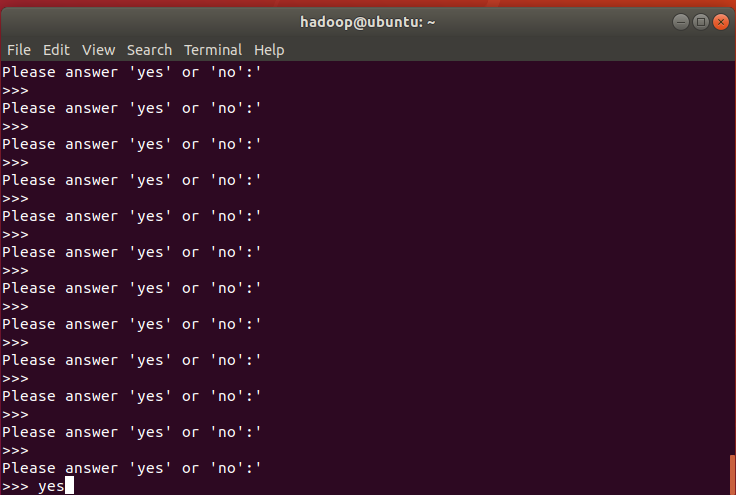 hadoop@ubuntu: ~
File Edit View Search Terminal Help
Please answer 'yes' or 'no':'
>>>
Please answer 'yes' or 'no':'
>>>
Please answer 'yes' or 'no':'
>>>
Please answer 'yes' or 'no':'
>>>
Please answer 'yes' or 'no':'
>>>
Please answer 'yes' or 'no':'
>>>
Please answer 'yes' or 'no':'
>>>
Please answer 'yes' or 'no':'
>>>
Please answer 'yes' or 'no':'
>>>
Please answer 'yes' or 'no':'
>>>
Please answer 'yes' or 'no':'
>>>
Please answer 'yes' or 'no':'
>>> yes